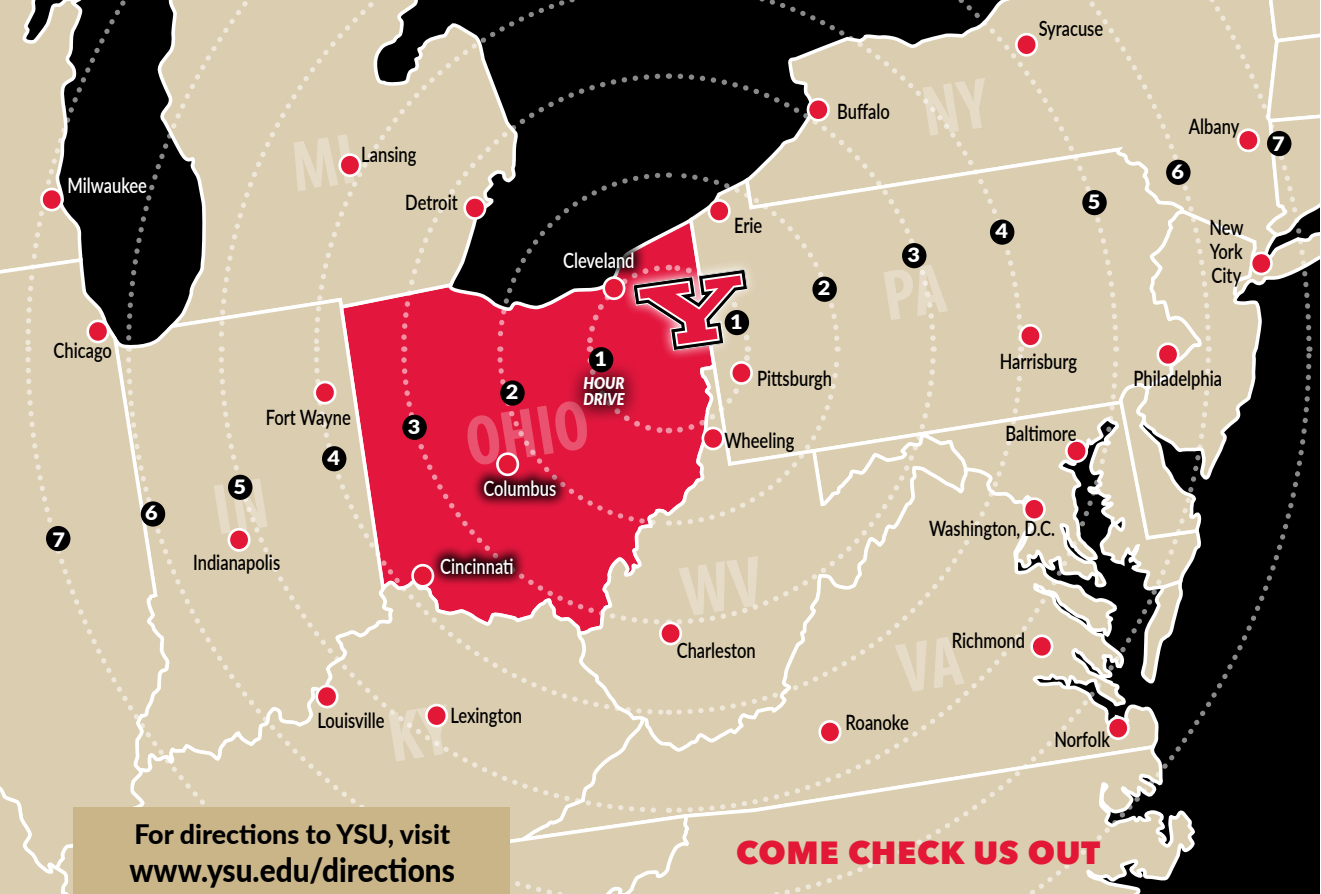 Syracuse
NY
Buffalo
Albany
7
MI
Lansing
6
Milwaukee
5
Detroit
Erie
4
New
York
City
3
Cleveland
PA
2
Y
1
Chicago
1
HOUR
DRIVE
Harrisburg
Pittsburgh
Philadelphia
2
Fort Wayne
3
OHIO
Wheeling
Baltimore
4
5
IN
Columbus
6
7
Washington, D.C.
Indianapolis
Cincinnati
WV
Charleston
Richmond
VA
Louisville
KY
Lexington
Roanoke
Norfolk
For directions to YSU, visit
www.ysu.edu/directions
COME CHECK US OUT